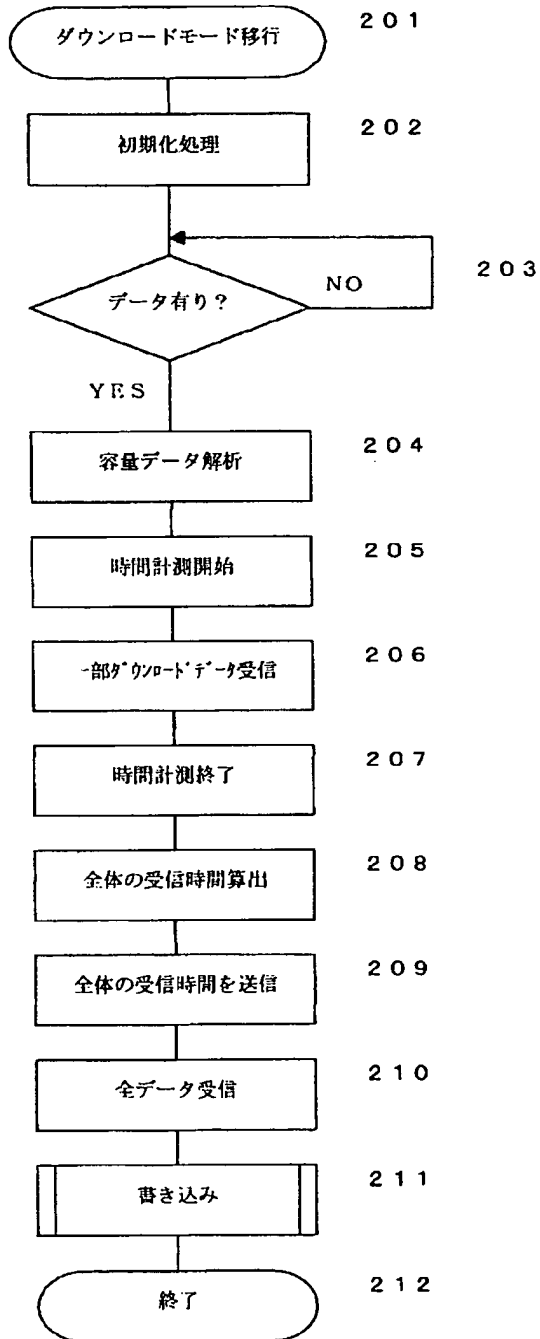 ダウンロードモード移行
201
初期化処理
202
データ有り？
NO
203
YES
容量データ解析
204
時間計測開始
205
一部ﾀﾞｳﾝﾛｰﾄﾞﾃﾞｰﾀ受信
206
時間計測終了
207
全体の受信時間算出
208
全体の受信時間を送信
209
全データ受信
210
書き込み
211
終了
212